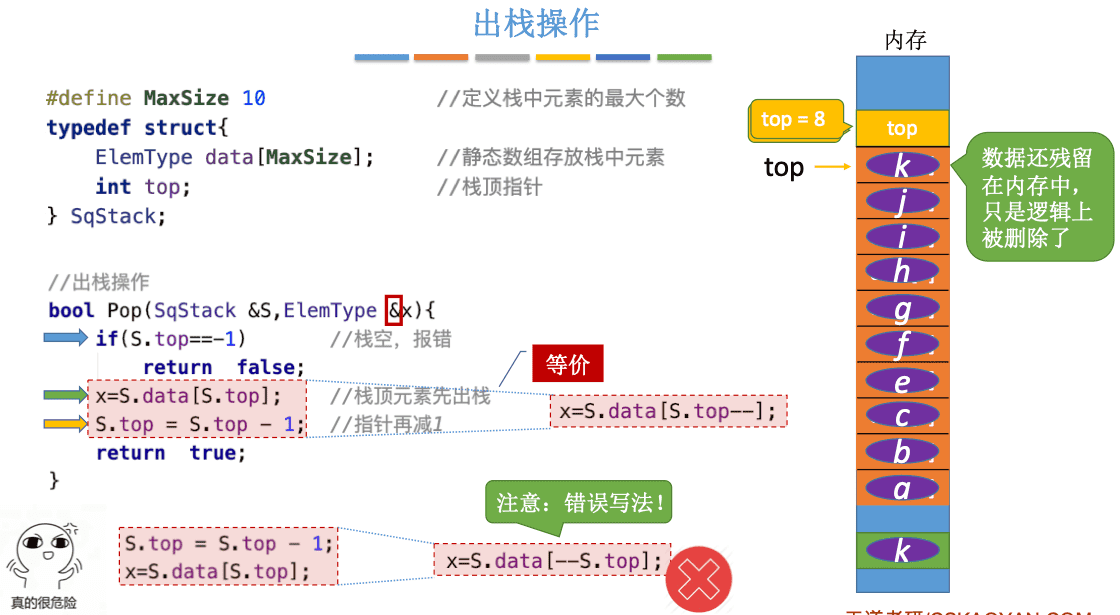 出栈操作
#define MaxSize 10 //定义栈中元素的最大个数
typedef struct{
ElemType data[MaxSize]; //静态数组存放栈中元素
int top; //栈顶指针
} SqStack;
//出栈操作
bool Pop(SqStack &S,ElemType &x){
if(S.top==-1) //栈空，报错
return false;
x=S.data[S.top]; //栈顶元素先出栈
S.top = S.top - 1; //指针再减1
return true;
}
等价
x=S.data[S.top--];
注意：错误写法！
S.top = S.top - 1;
x=S.data[S.top];
x=S.data[--S.top];
真的很危险
内存
top = 8
top
top
k
j
i
h
g
f
e
c
b
a
k
数据还残留
在内存中，
只是逻辑上
被删除了